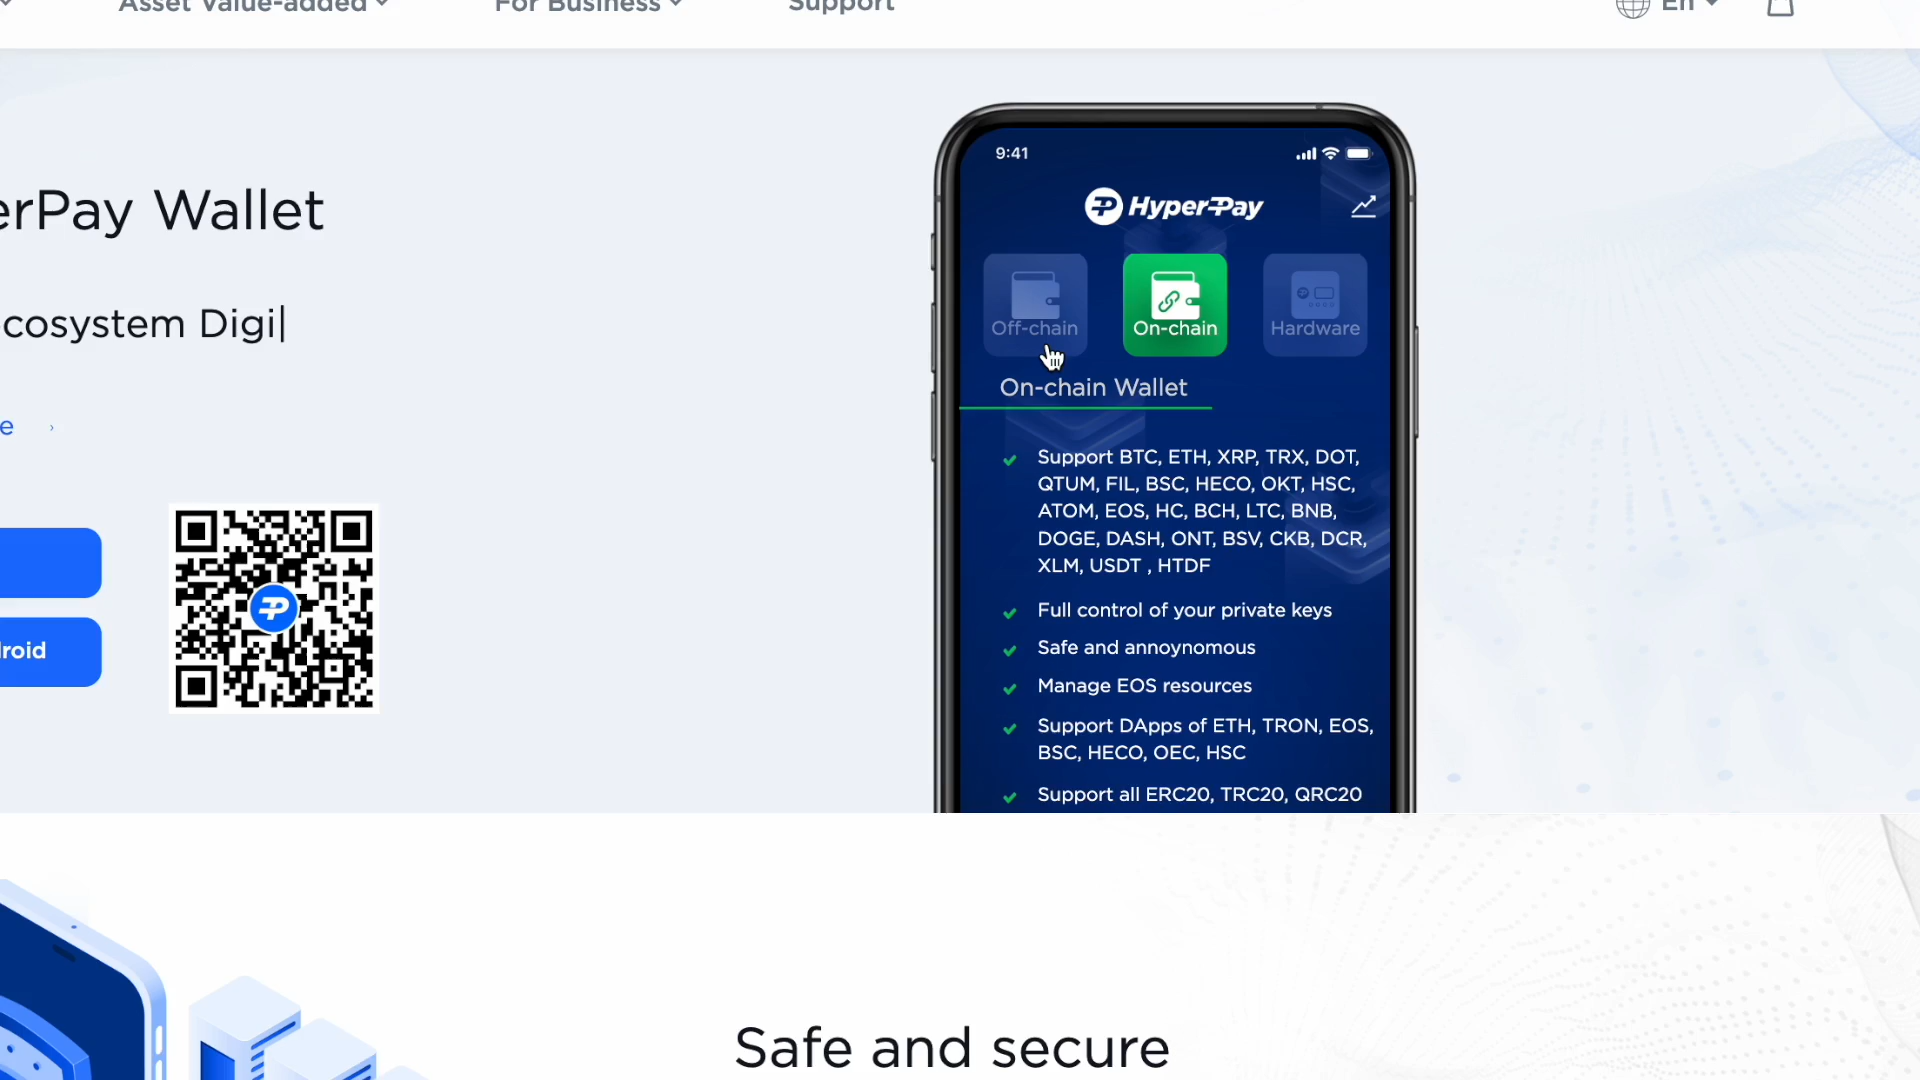 Asset Value-added
For Business
Support
En
erPay Wallet
cosystem Digi
e
roid
9:41
HyperPay
Off-chain
On-chain
Hardware
On-chain Wallet
Support BTC, ETH, XRP, TRX, DOT,
QTUM, FIL, BSC, HECO, OKT, HSC,
ATOM, EOS, HC, BCH, LTC, BNB,
DOGE, DASH, ONT, BSV, CKB, DCR,
XLM, USDT , HTDF
Full control of your private keys
Safe and annoynomous
Manage EOS resources
Support DApps of ETH, TRON, EOS,
BSC, HECO, OEC, HSC
Support all ERC20, TRC20, QRC20
Safe and secure